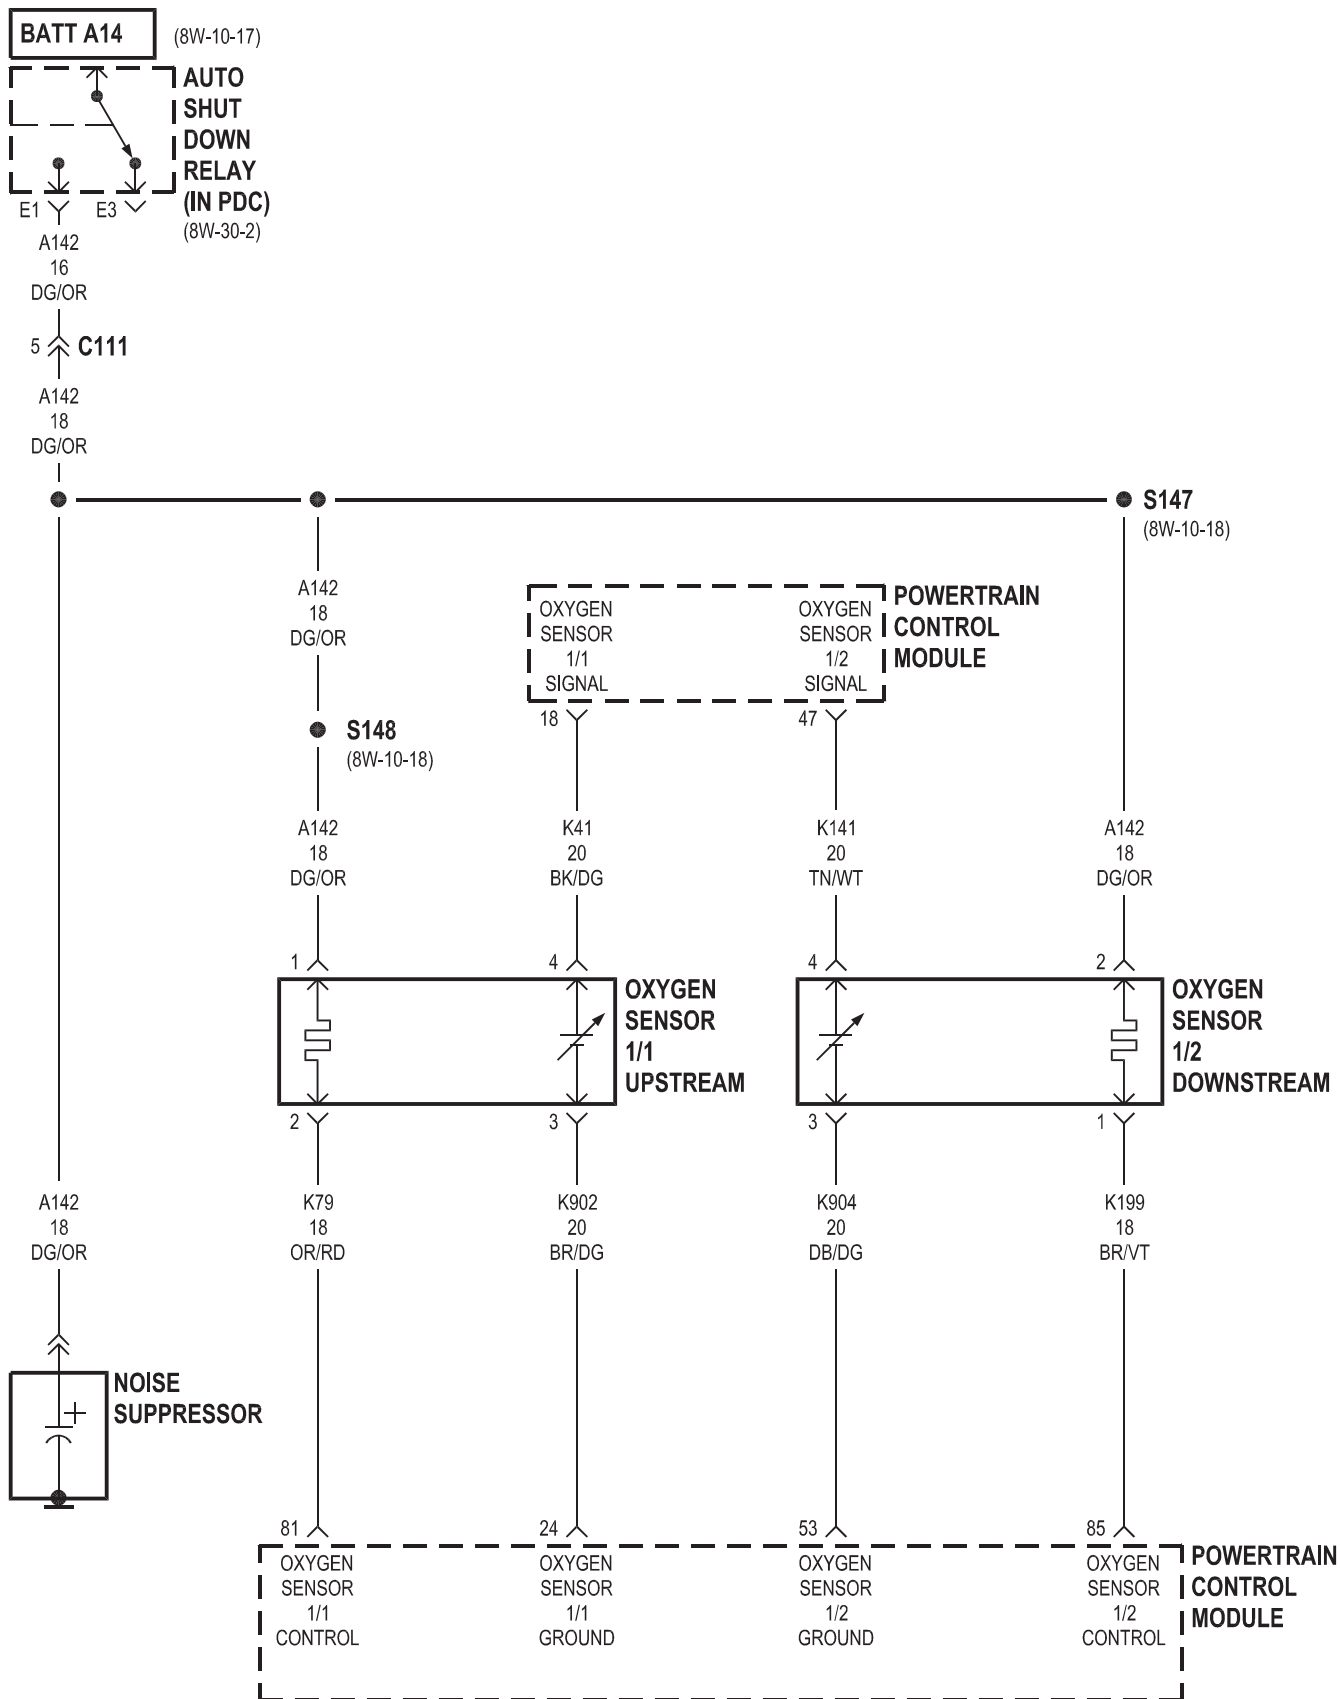 BATT A14
(8W-10-17)
AUTO
SHUT
DOWN
RELAY
(IN PDC)
(8W-30-2)
E1
E3
A142
16
DG/OR
5
C111
A142
18
DG/OR
S147
(8W-10-18)
A142
18
DG/OR
OXYGEN
SENSOR
1/1
SIGNAL
OXYGEN
SENSOR
1/2
SIGNAL
POWERTRAIN
CONTROL
MODULE
18
47
S148
(8W-10-18)
A142
18
DG/OR
K41
20
BK/DG
K141
20
TN/WT
A142
18
DG/OR
1
4
4
2
OXYGEN
SENSOR
1/1
UPSTREAM
OXYGEN
SENSOR
1/2
DOWNSTREAM
2
3
3
1
A142
18
DG/OR
K79
18
OR/RD
K902
20
BR/DG
K904
20
DB/DG
K199
18
BR/VT
NOISE
SUPPRESSOR
+
81
24
53
85
OXYGEN
SENSOR
1/1
CONTROL
OXYGEN
SENSOR
1/1
GROUND
OXYGEN
SENSOR
1/2
GROUND
OXYGEN
SENSOR
1/2
CONTROL
POWERTRAIN
CONTROL
MODULE